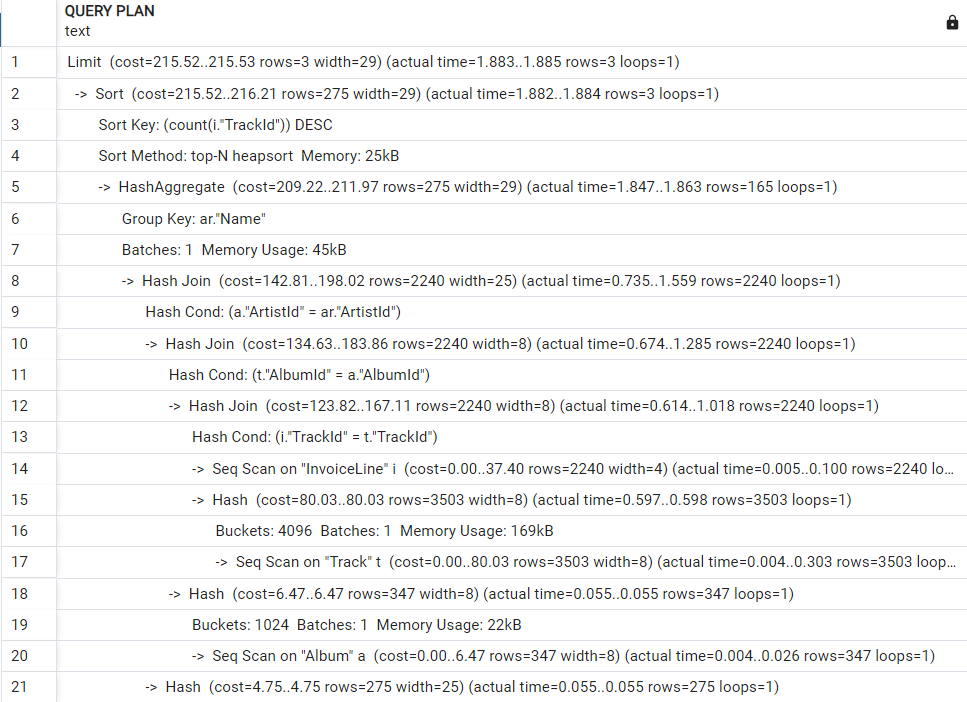 QUERY PLAN
text
1 Limit (cost=215.52..215.53 rows=3 width=29) (actual time=1.883..1.885 rows=3 loops=1)
2 -> Sort (cost=215.52..216.21 rows=275 width=29) (actual time=1.882..1.884 rows=3 loops=1)
3 Sort Key: (count(i."TrackId")) DESC
4 Sort Method: top-N heapsort Memory: 25kB
5 -> HashAggregate (cost=209.22..211.97 rows=275 width=29) (actual time=1.847..1.863 rows=165 loops=1)
6 Group Key: ar."Name"
7 Batches: 1 Memory Usage: 45kB
8 -> Hash Join (cost=142.81..198.02 rows=2240 width=25) (actual time=0.735..1.559 rows=2240 loops=1)
9 Hash Cond: (a."ArtistId" = ar."ArtistId")
10 -> Hash Join (cost=134.63..183.86 rows=2240 width=8) (actual time=0.674..1.285 rows=2240 loops=1)
11 Hash Cond: (t."AlbumId" = a."AlbumId")
12 -> Hash Join (cost=123.82..167.11 rows=2240 width=8) (actual time=0.614..1.018 rows=2240 loops=1)
13 Hash Cond: (i."TrackId" = t."TrackId")
14 -> Seq Scan on "InvoiceLine" i (cost=0.00..37.40 rows=2240 width=4) (actual time=0.005..0.100 rows=2240 lo...
15 -> Hash (cost=80.03..80.03 rows=3503 width=8) (actual time=0.597..0.598 rows=3503 loops=1)
16 Buckets: 4096 Batches: 1 Memory Usage: 169kB
17 -> Seq Scan on "Track" t (cost=0.00..80.03 rows=3503 width=8) (actual time=0.004..0.303 rows=3503 loop...
18 -> Hash (cost=6.47..6.47 rows=347 width=8) (actual time=0.055..0.055 rows=347 loops=1)
19 Buckets: 1024 Batches: 1 Memory Usage: 22kB
20 -> Seq Scan on "Album" a (cost=0.00..6.47 rows=347 width=8) (actual time=0.004..0.026 rows=347 loops=1)
21 -> Hash (cost=4.75..4.75 rows=275 width=25) (actual time=0.055..0.055 rows=275 loops=1)